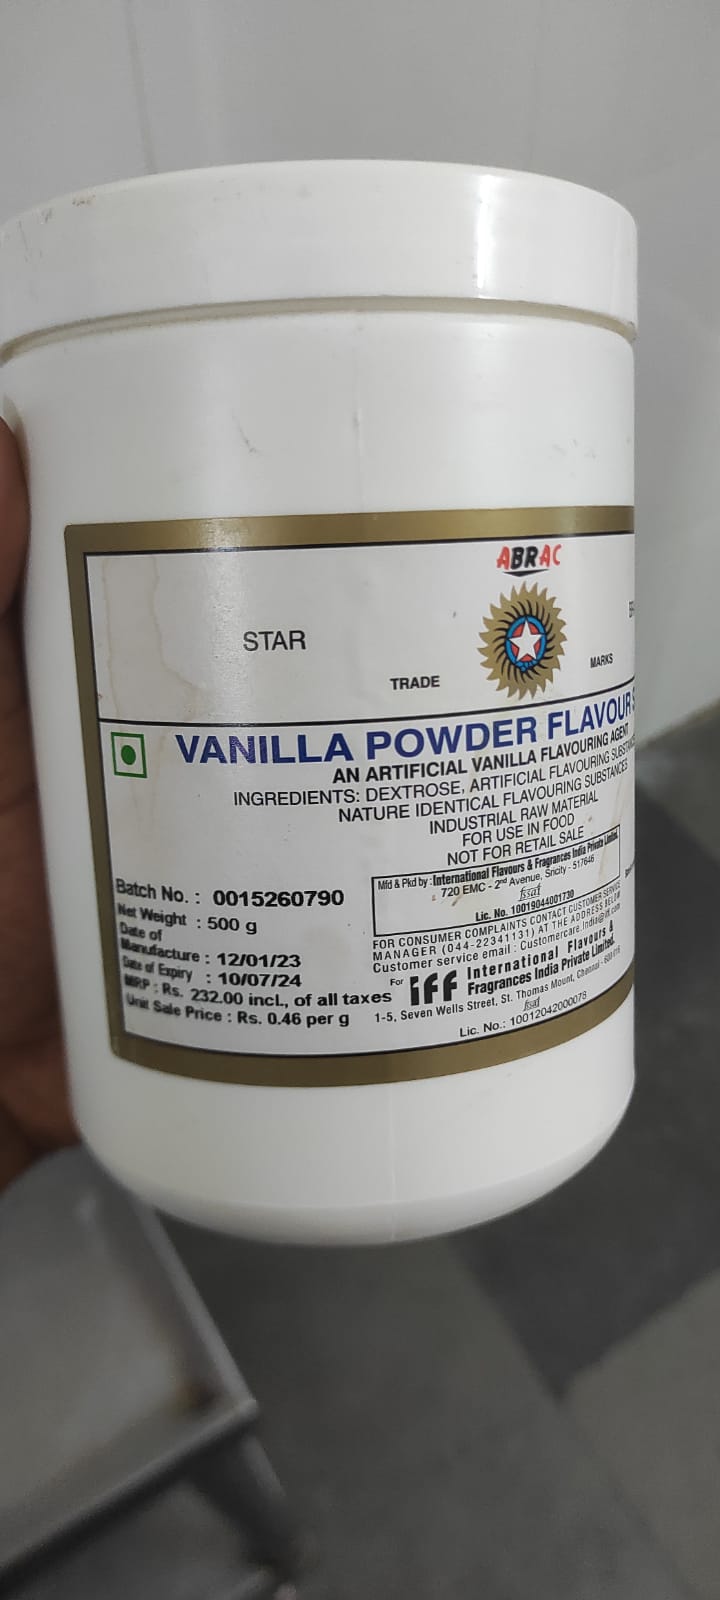 ABRAC
STAR
TRADE
MARKS
VANILLA POWDER FLAVOUR
AN ARTIFICIAL VANILLA FLAVOURING AGENT
INGREDIENTS: DEXTROSE, ARTIFICIAL FLAVOURING SUBSTANCES
NATURE IDENTICAL FLAVOURING SUBSTANCES
INDUSTRIAL RAW MATERIAL
FOR USE IN FOOD
NOT FOR RETAIL SALE
Batch No. : 0015260790
Net Weight : 500 g
Date of
Manufacture : 12/01/23
Date of Expiry : 10/07/24
MRP : Rs. 232.00 incl., of all taxes
Unit Sale Price : Rs. 0.46 per g
Mfd & Pkd by : International Flavours & Fragrances India Private Limited.
720 EMC - 2nd Avenue, Sricity - 517646
fssai
Lic. No. 10019044001730
FOR CONSUMER COMPLAINTS CONTACT CUSTOMER SERVICE
MANAGER (044-22341131) AT THE ADDRESS BELOW
Customer service email : Customercare.India@iff.com
For iff International Flavours &
Fragrances India Private Limited.
1-5, Seven Wells Street, St. Thomas Mount, Chennai - 600 016
fssai
Lic. No.: 10012042000078